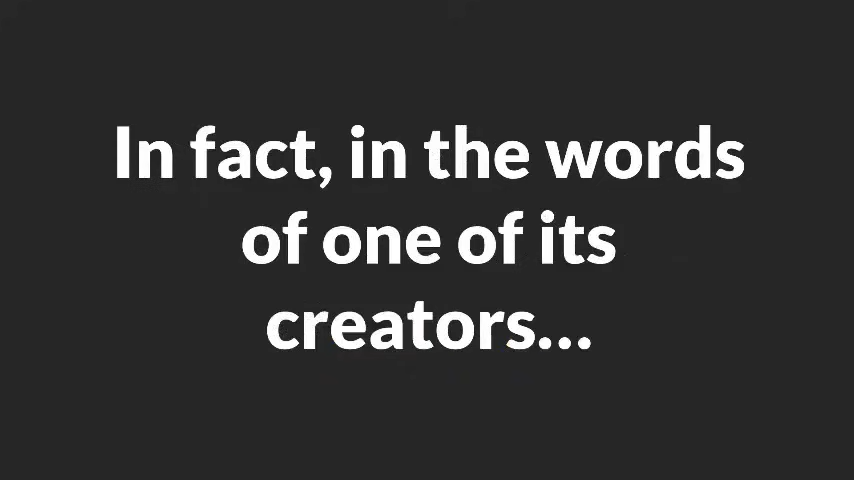 In fact, in the words
of one of its
creators...